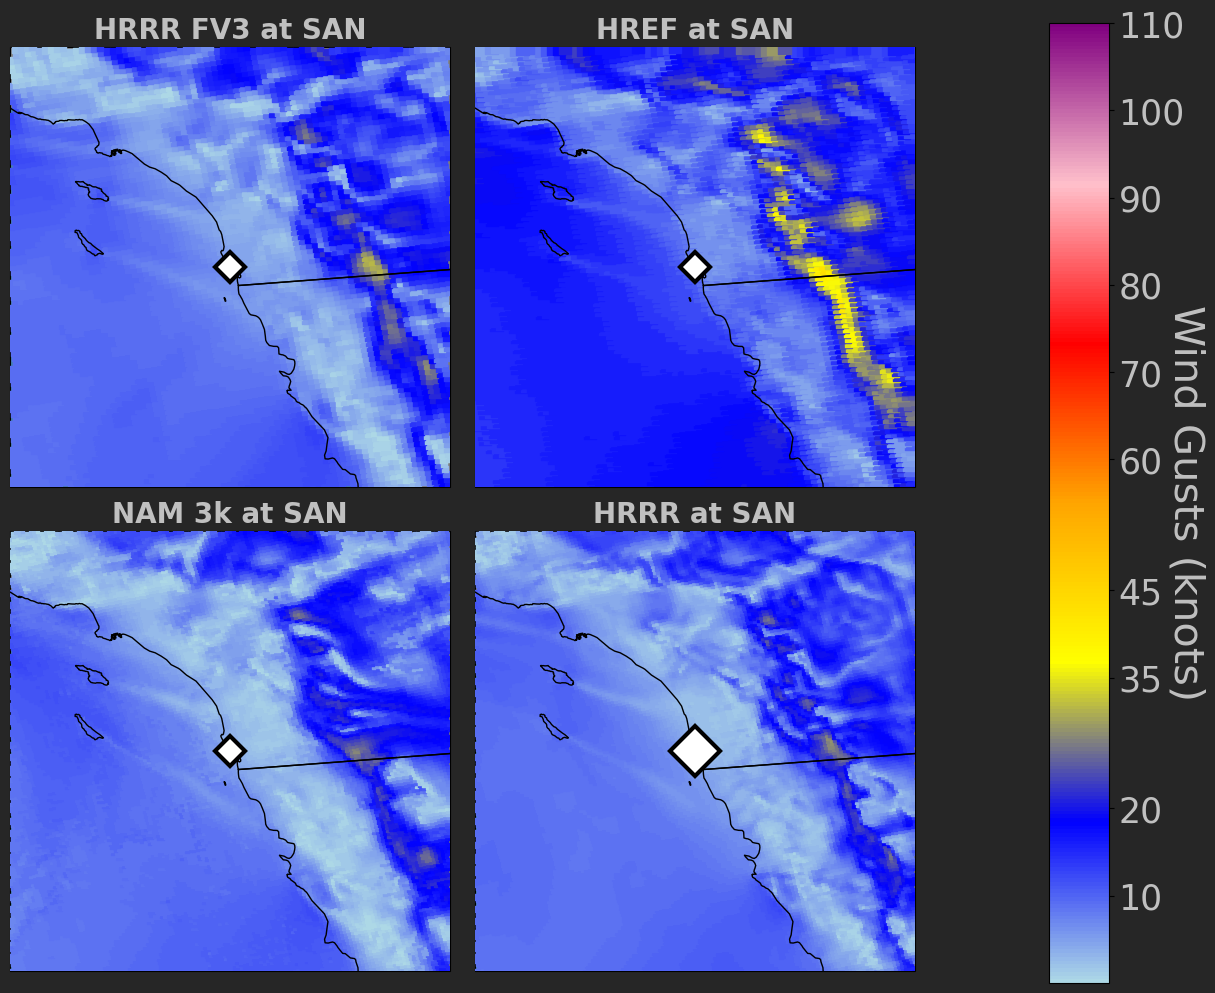 HRRR FV3 at SAN
HREF at SAN
NAM 3k at SAN
HRRR at SAN
110
100
90
80
70
60
45
35
20
10
Wind Gusts (knots)